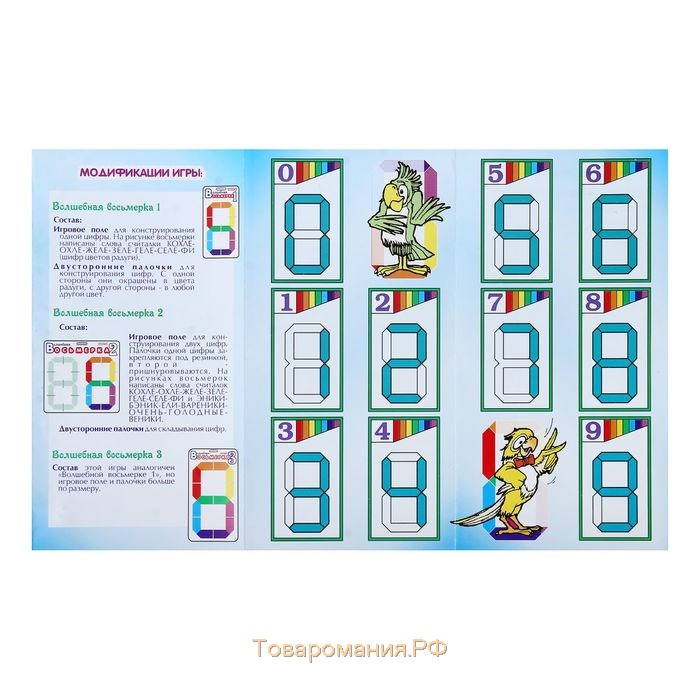 МОДИФИКАЦИИ ИГРЫ:
Волшебная восьмерка 1
Состав:
Игровое поле для конструирования
одной цифры. На рисунке восьмерки
написаны слова считалки КОХЛЕ-
ОХЛЕ-ЖЕЛЕ-ЗЕЛЕ-ГЕЛЕ-СЕЛЕ-ФИ
(шифр цветов радуги).
Двусторонние палочки для
конструирования цифр. С одной
стороны они окрашены в цвета
радуги, с другой стороны - в любой
другой цвет.
Волшебная восьмерка 2
Состав:
Восьмерка 2
Игровое поле для кон-
струирования двух цифр.
Палочки одной цифры за-
крепляются под резинкой,
второй -
пришнуровываются. На
рисунках восьмерок
написаны слова считалок
КОХЛЕ-ОХЛЕ-ЖЕЛЕ-ЗЕЛЕ-
ГЕЛЕ-СЕЛЕ-ФИ и ЭНИКИ-
БЭНИК-ЕЛИ-ВАРЕНИКИ-
ОЧЕНЬ-ГОЛОДНЫЕ-
ВЕНИКИ.
Двусторонние палочки для складывания цифр.
Волшебная восьмерка 3
Состав этой игры аналогичен
«Волшебной восьмерке 1», но
игровое поле и палочки больше
по размеру.
0
5
6
1
2
7
8
3
4
9
Товаромания.РФ